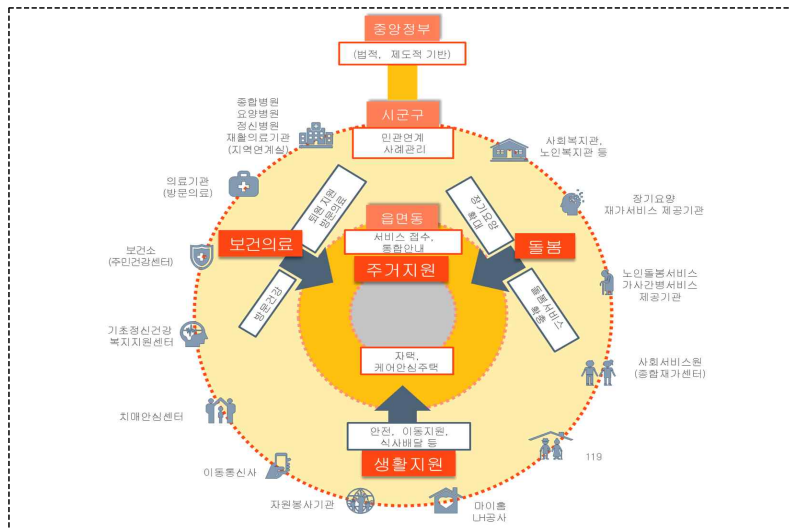 중앙정부
(법적, 제도적 기반)
시군구
민관연계
사례관리
종합병원
요양병원
정신병원
재활의료기관
(지역연계실)
사회복지관,
노인복지관 등
의료기관
(방문의료)
퇴원 지원
방문의료
읍면동
서비스 접수,
통합안내
장기요양
확대
장기요양
재가서비스 제공기관
보건의료
주거지원
돌봄
보건소
(주민건강센터)
방문건강
돌봄서비스
확충
노인돌봄서비스
가사간병서비스
제공기관
기초정신건강
복지지원센터
자택,
케어안심주택
사회서비스원
(종합재가센터)
치매안심센터
안전, 이동지원,
식사배달 등
생활지원
119
이동통신사
자원봉사기관
마이홈
LH공사